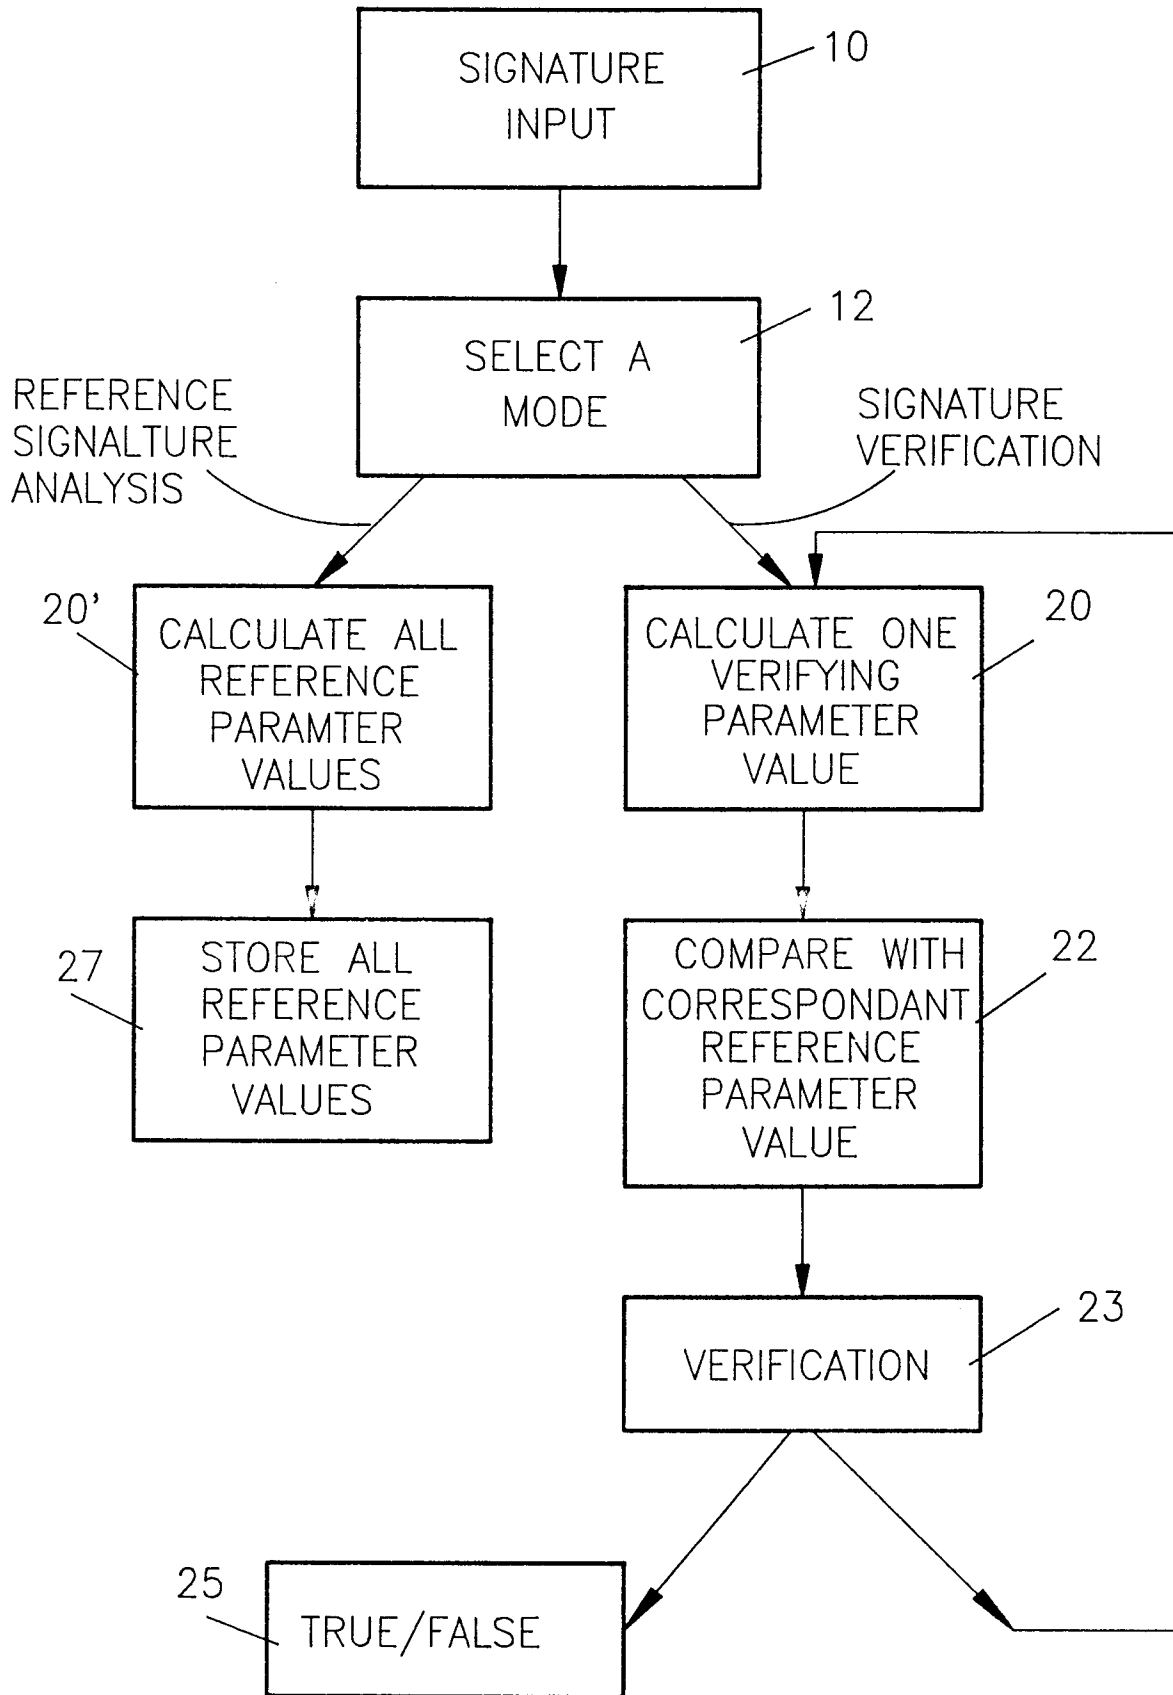 SIGNATURE
INPUT
10
SELECT A
MODE
12
REFERENCE
SIGNALTURE
ANALYSIS
SIGNATURE
VERIFICATION
20'
CALCULATE ALL
REFERENCE
PARAMTER
VALUES
CALCULATE ONE
VERIFYING
PARAMETER
VALUE
20
27
STORE ALL
REFERENCE
PARAMETER
VALUES
COMPARE WITH
CORRESPONDANT
REFERENCE
PARAMETER
VALUE
22
VERIFICATION
23
25
TRUE/FALSE